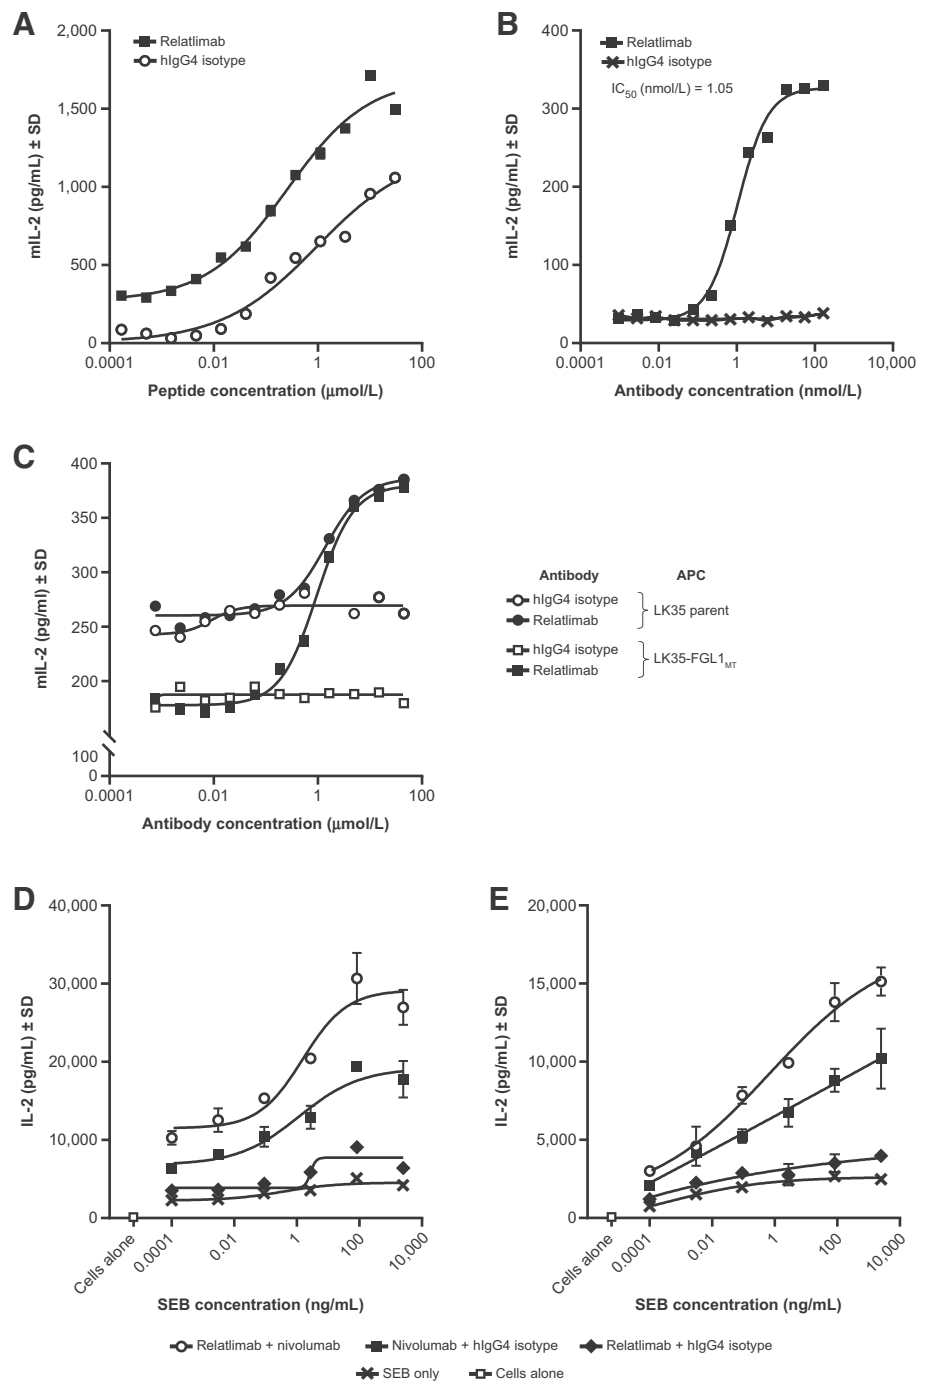 A
2,000
1,500
1,000
500
0
mIL-2 (pg/mL) ± SD
Relatlimab
hIgG4 isotype
0.0001
0.01
1
100
Peptide concentration (μmol/L)
B
400
300
200
100
0
mIL-2 (pg/mL) ± SD
Relatlimab
hIgG4 isotype
IC50 (nmol/L) = 1.05
0.0001
0.01
1
100
10,000
Antibody concentration (nmol/L)
C
400
350
300
250
200
100
0
mIL-2 (pg/ml) ± SD
0.0001
0.01
1
100
Antibody concentration (μmol/L)
Antibody
APC
hIgG4 isotype
Relatlimab
LK35 parent
hIgG4 isotype
Relatlimab
LK35-FGL1MT
D
40,000
30,000
20,000
10,000
0
IL-2 (pg/mL) ± SD
Cells alone
0.0001
0.01
1
100
10,000
SEB concentration (ng/mL)
E
20,000
15,000
10,000
5,000
0
IL-2 (pg/mL) ± SD
Cells alone
0.0001
0.01
1
100
10,000
SEB concentration (ng/mL)
Relatlimab + nivolumab
Nivolumab + hIgG4 isotype
Relatlimab + hIgG4 isotype
SEB only
Cells alone